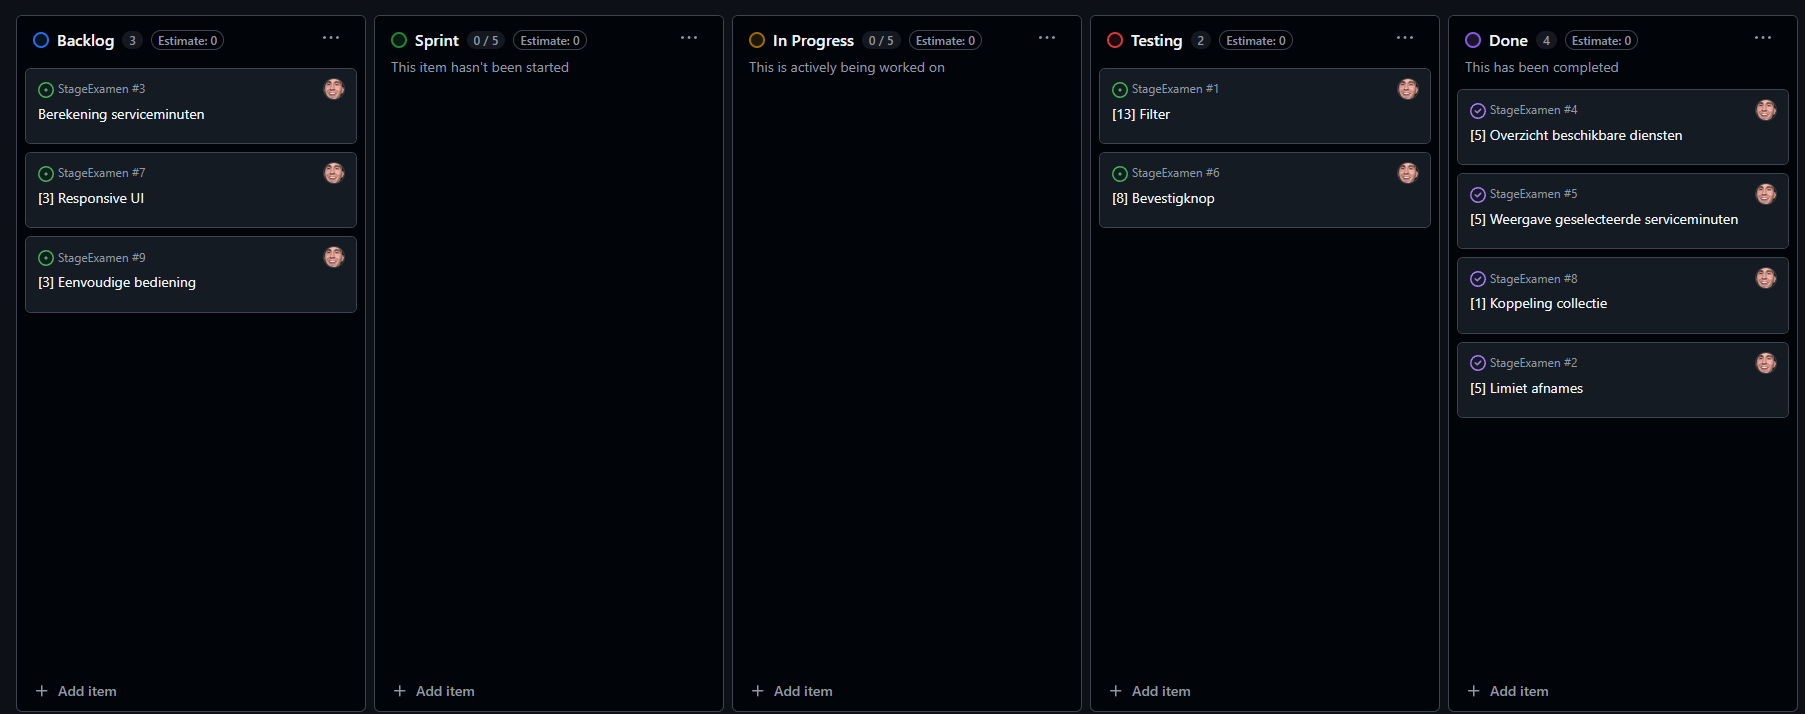 Backlog 3 Estimate: 0
StageExamen #3
Berekening serviceminuten
StageExamen #7
[3] Responsive UI
StageExamen #9
[3] Eenvoudige bediening
Add item
Sprint 0 / 5 Estimate: 0
This item hasn't been started
Add item
In Progress 0 / 5 Estimate: 0
This is actively being worked on
Add item
Testing 2 Estimate: 0
StageExamen #1
[13] Filter
StageExamen #6
[8] Bevestigknop
Add item
Done 4 Estimate: 0
This has been completed
StageExamen #4
[5] Overzicht beschikbare diensten
StageExamen #5
[5] Weergave geselecteerde serviceminuten
StageExamen #8
[1] Koppeling collectie
StageExamen #2
[5] Limiet afnames
Add item